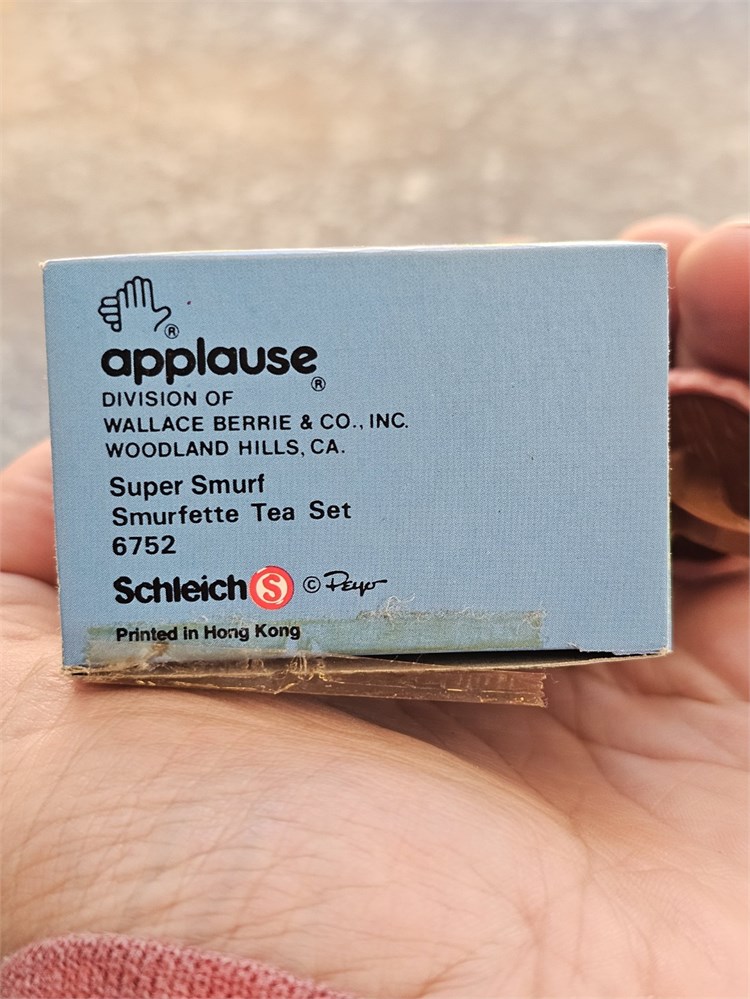 ®
applause®
DIVISION OF
WALLACE BERRIE & CO., INC.
WOODLAND HILLS, CA.
Super Smurf
Smurfette Tea Set
6752
Schleich S © Peyo
Printed in Hong Kong